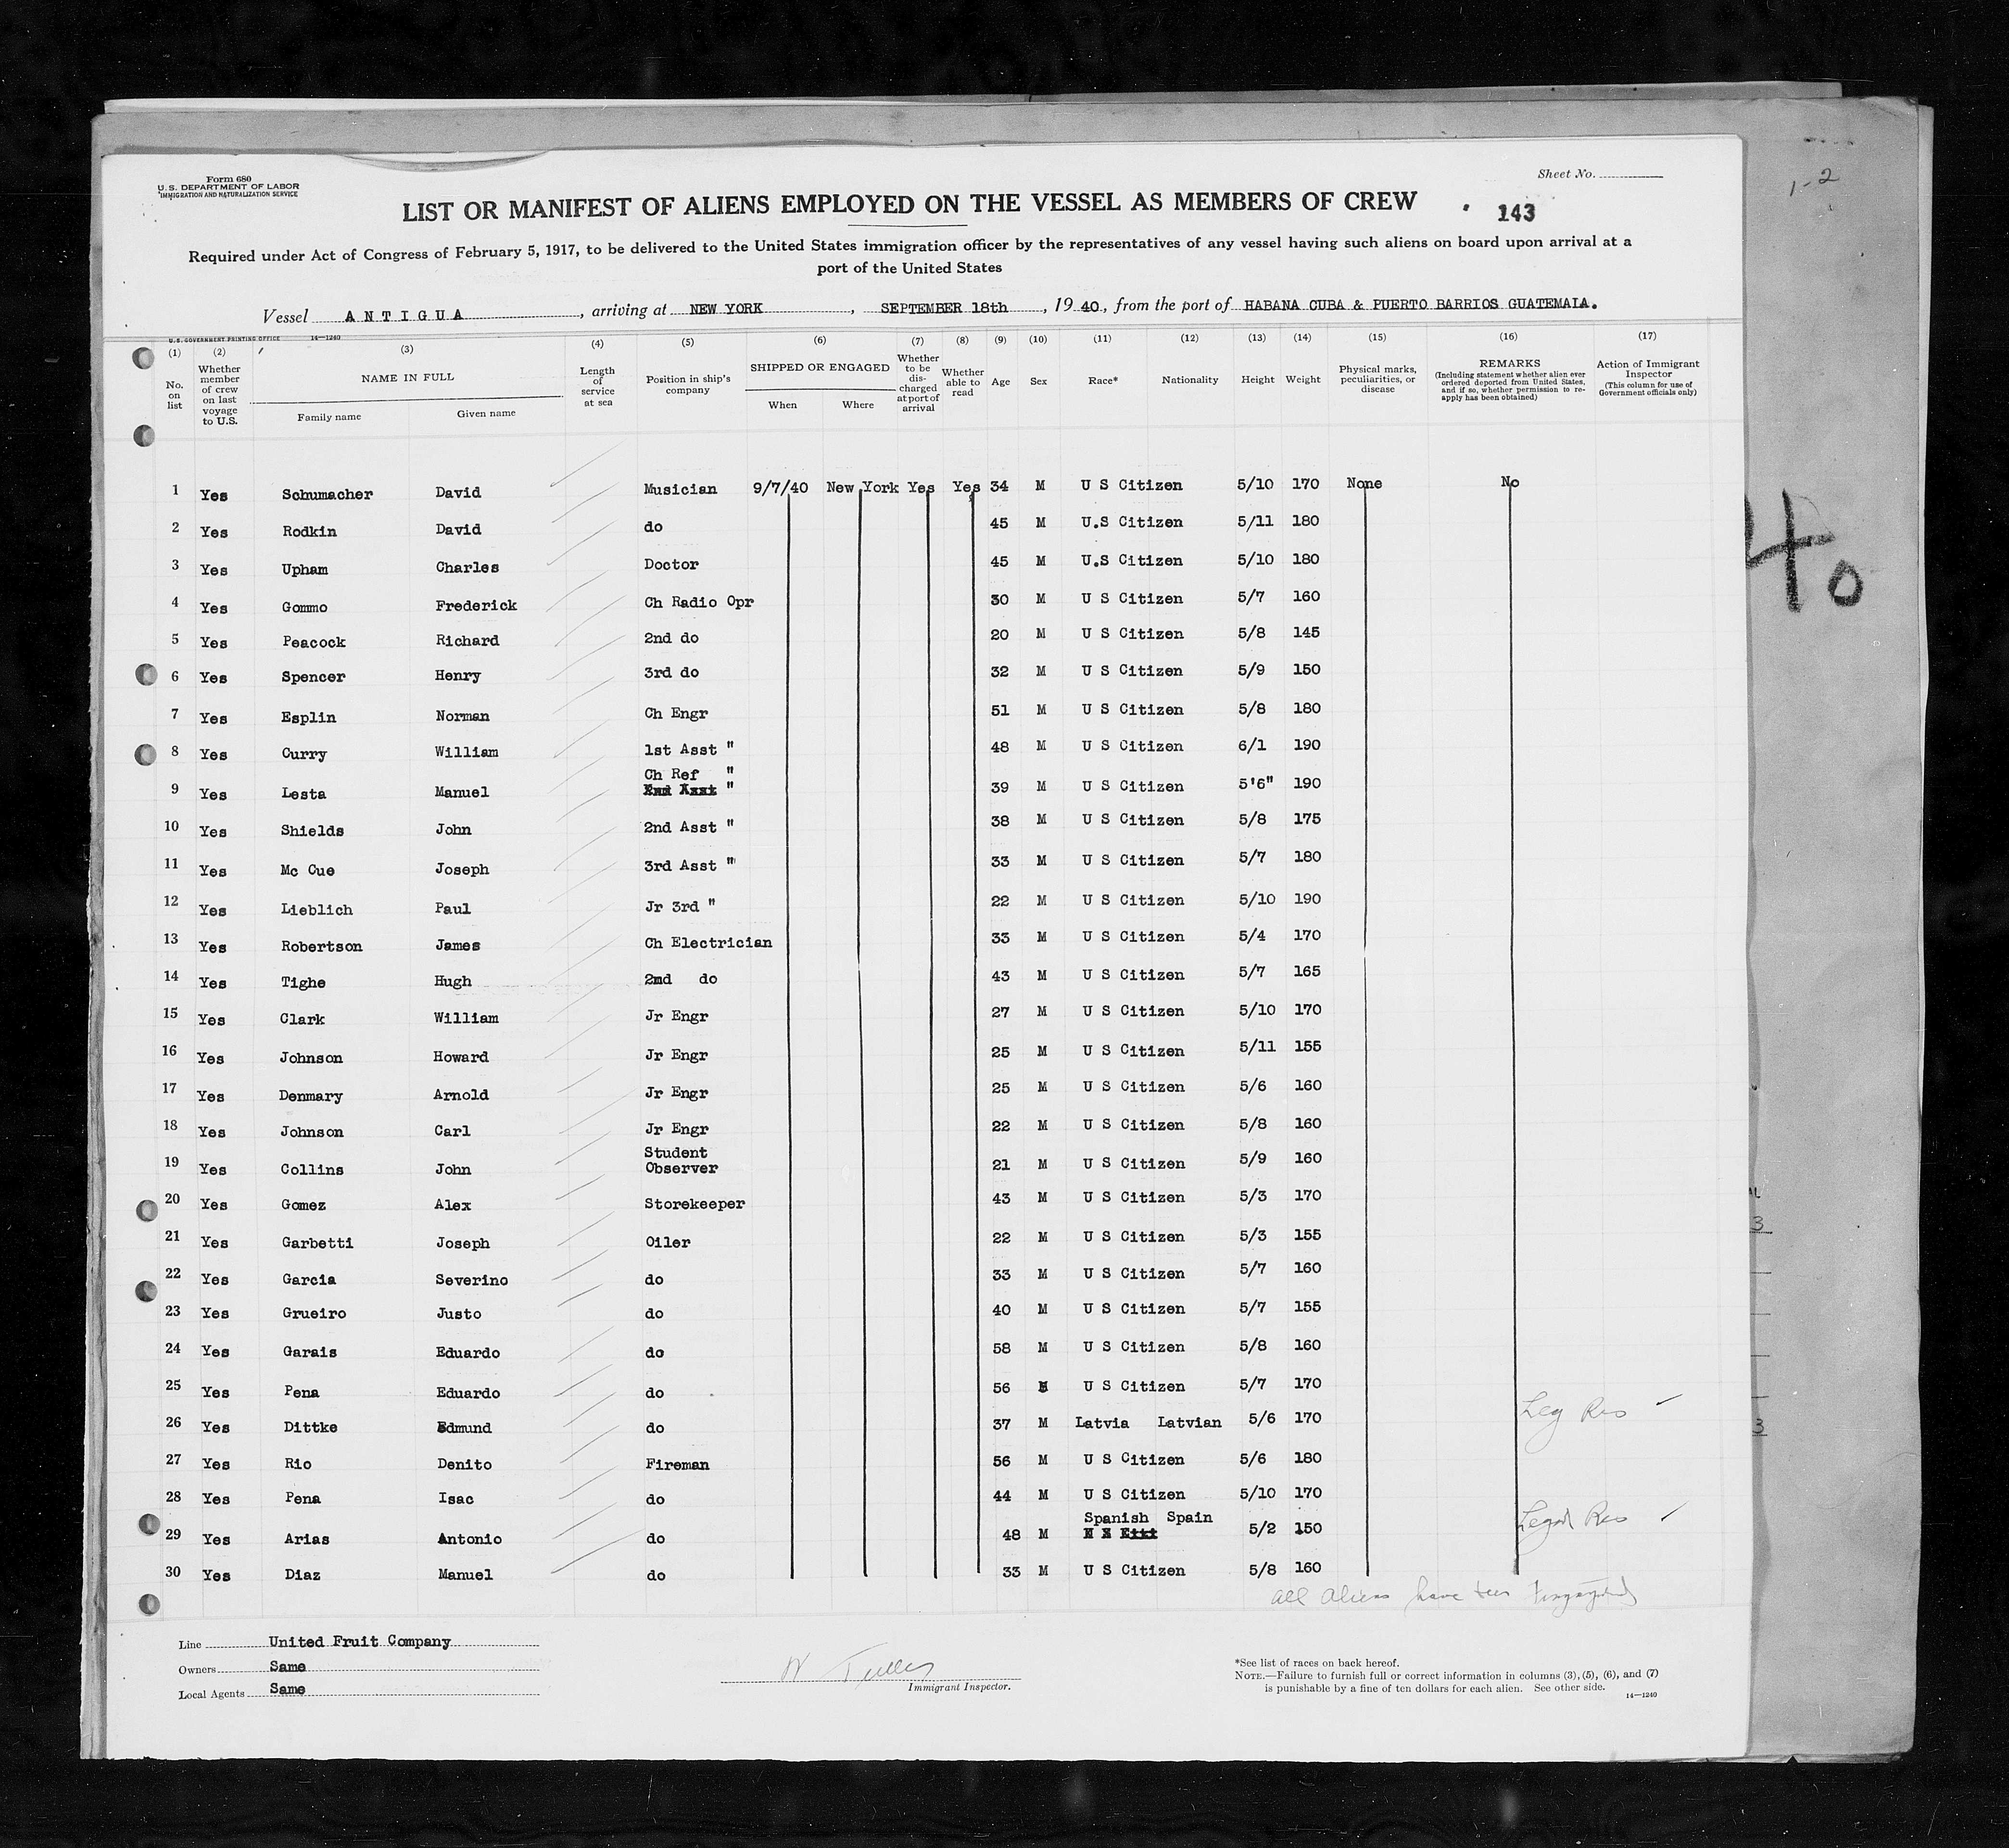 Form 680
U. S. DEPARTMENT OF LABOR
IMMIGRATION AND NATURALIZATION SERVICE
Sheet No.
1-2
LIST OR MANIFEST OF ALIENS EMPLOYED ON THE VESSEL AS MEMBERS OF CREW
143
Required under Act of Congress of February 5, 1917, to be delivered to the United States immigration officer by the representatives of any vessel having such aliens on board upon arrival at a
port of the United States
Vessel ANTIGUA, arriving at NEW YORK, SEPTEMBER 18th, 19 40, from the port of HABANA CUBA & PUERTO BARRIOS GUATEMALA.
U. S. GOVERNMENT PRINTING OFFICE 14—1240
(1) No. on list
(2) Whether member of crew on last voyage to U.S.
(3) NAME IN FULL Family name Given name
(4) Length of service at sea
(5) Position in ship's company
(6) SHIPPED OR ENGAGED When Where
(7) Whether to be discharged at port of arrival
(8) Whether able to read
(9) Age
(10) Sex
(11) Race*
(12) Nationality
(13) Height
(14) Weight
(15) Physical marks, peculiarities, or disease
(16) REMARKS (Including statement whether alien ever ordered deported from United States, and if so, whether permission to reapply has been obtained)
(17) Action of Immigrant Inspector (This column for use of Government officials only)
1 Yes Schumacher David Musician 9/7/40 New York Yes Yes 34 M U S Citizen 5/10 170 None No
2 Yes Rodkin David do 45 M U.S Citizen 5/11 180
3 Yes Upham Charles Doctor 45 M U.S Citizen 5/10 180
4 Yes Gommo Frederick Ch Radio Opr 30 M U S Citizen 5/7 160
5 Yes Peacock Richard 2nd do 20 M U S Citizen 5/8 145
6 Yes Spencer Henry 3rd do 32 M U S Citizen 5/9 150
7 Yes Esplin Norman Ch Engr 51 M U S Citizen 5/8 180
8 Yes Curry William 1st Asst " 48 M U S Citizen 6/1 190
9 Yes Lesta Manuel Ch Ref " 2nd Asst " 39 M U S Citizen 5'6" 190
10 Yes Shields John 2nd Asst " 38 M U S Citizen 5/8 175
11 Yes Mc Cue Joseph 3rd Asst " 33 M U S Citizen 5/7 180
12 Yes Lieblich Paul Jr 3rd " 22 M U S Citizen 5/10 190
13 Yes Robertson James Ch Electrician 33 M U S Citizen 5/4 170
14 Yes Tighe Hugh 2nd do 43 M U S Citizen 5/7 165
15 Yes Clark William Jr Engr 27 M U S Citizen 5/10 170
16 Yes Johnson Howard Jr Engr 25 M U S Citizen 5/11 155
17 Yes Denmary Arnold Jr Engr 25 M U S Citizen 5/6 160
18 Yes Johnson Carl Jr Engr 22 M U S Citizen 5/8 160
19 Yes Collins John Student Observer 21 M U S Citizen 5/9 160
20 Yes Gomez Alex Storekeeper 43 M U S Citizen 5/3 170
21 Yes Garbetti Joseph Oiler 22 M U S Citizen 5/3 155
22 Yes Garcia Severino do 33 M U S Citizen 5/7 160
23 Yes Grueiro Justo do 40 M U S Citizen 5/7 155
24 Yes Garais Eduardo do 58 M U S Citizen 5/8 160
25 Yes Pena Eduardo do 56 M U S Citizen 5/7 170
26 Yes Dittke Edmund do 37 M Latvia Latvian 5/6 170 Leg Res
27 Yes Rio Denito Fireman 56 M U S Citizen 5/6 180
28 Yes Pena Isac do 44 M U S Citizen 5/10 170
29 Yes Arias Antonio do 48 M Spanish Spain 5/2 150 Legal Res
30 Yes Diaz Manuel do 33 M U S Citizen 5/8 160
all aliens have been fingerprinted
Line United Fruit Company
Owners Same
Local Agents Same
Immigrant Inspector.
*See list of races on back hereof.
NOTE.—Failure to furnish full or correct information in columns (3), (5), (6), and (7)
is punishable by a fine of ten dollars for each alien. See other side.
14—1240